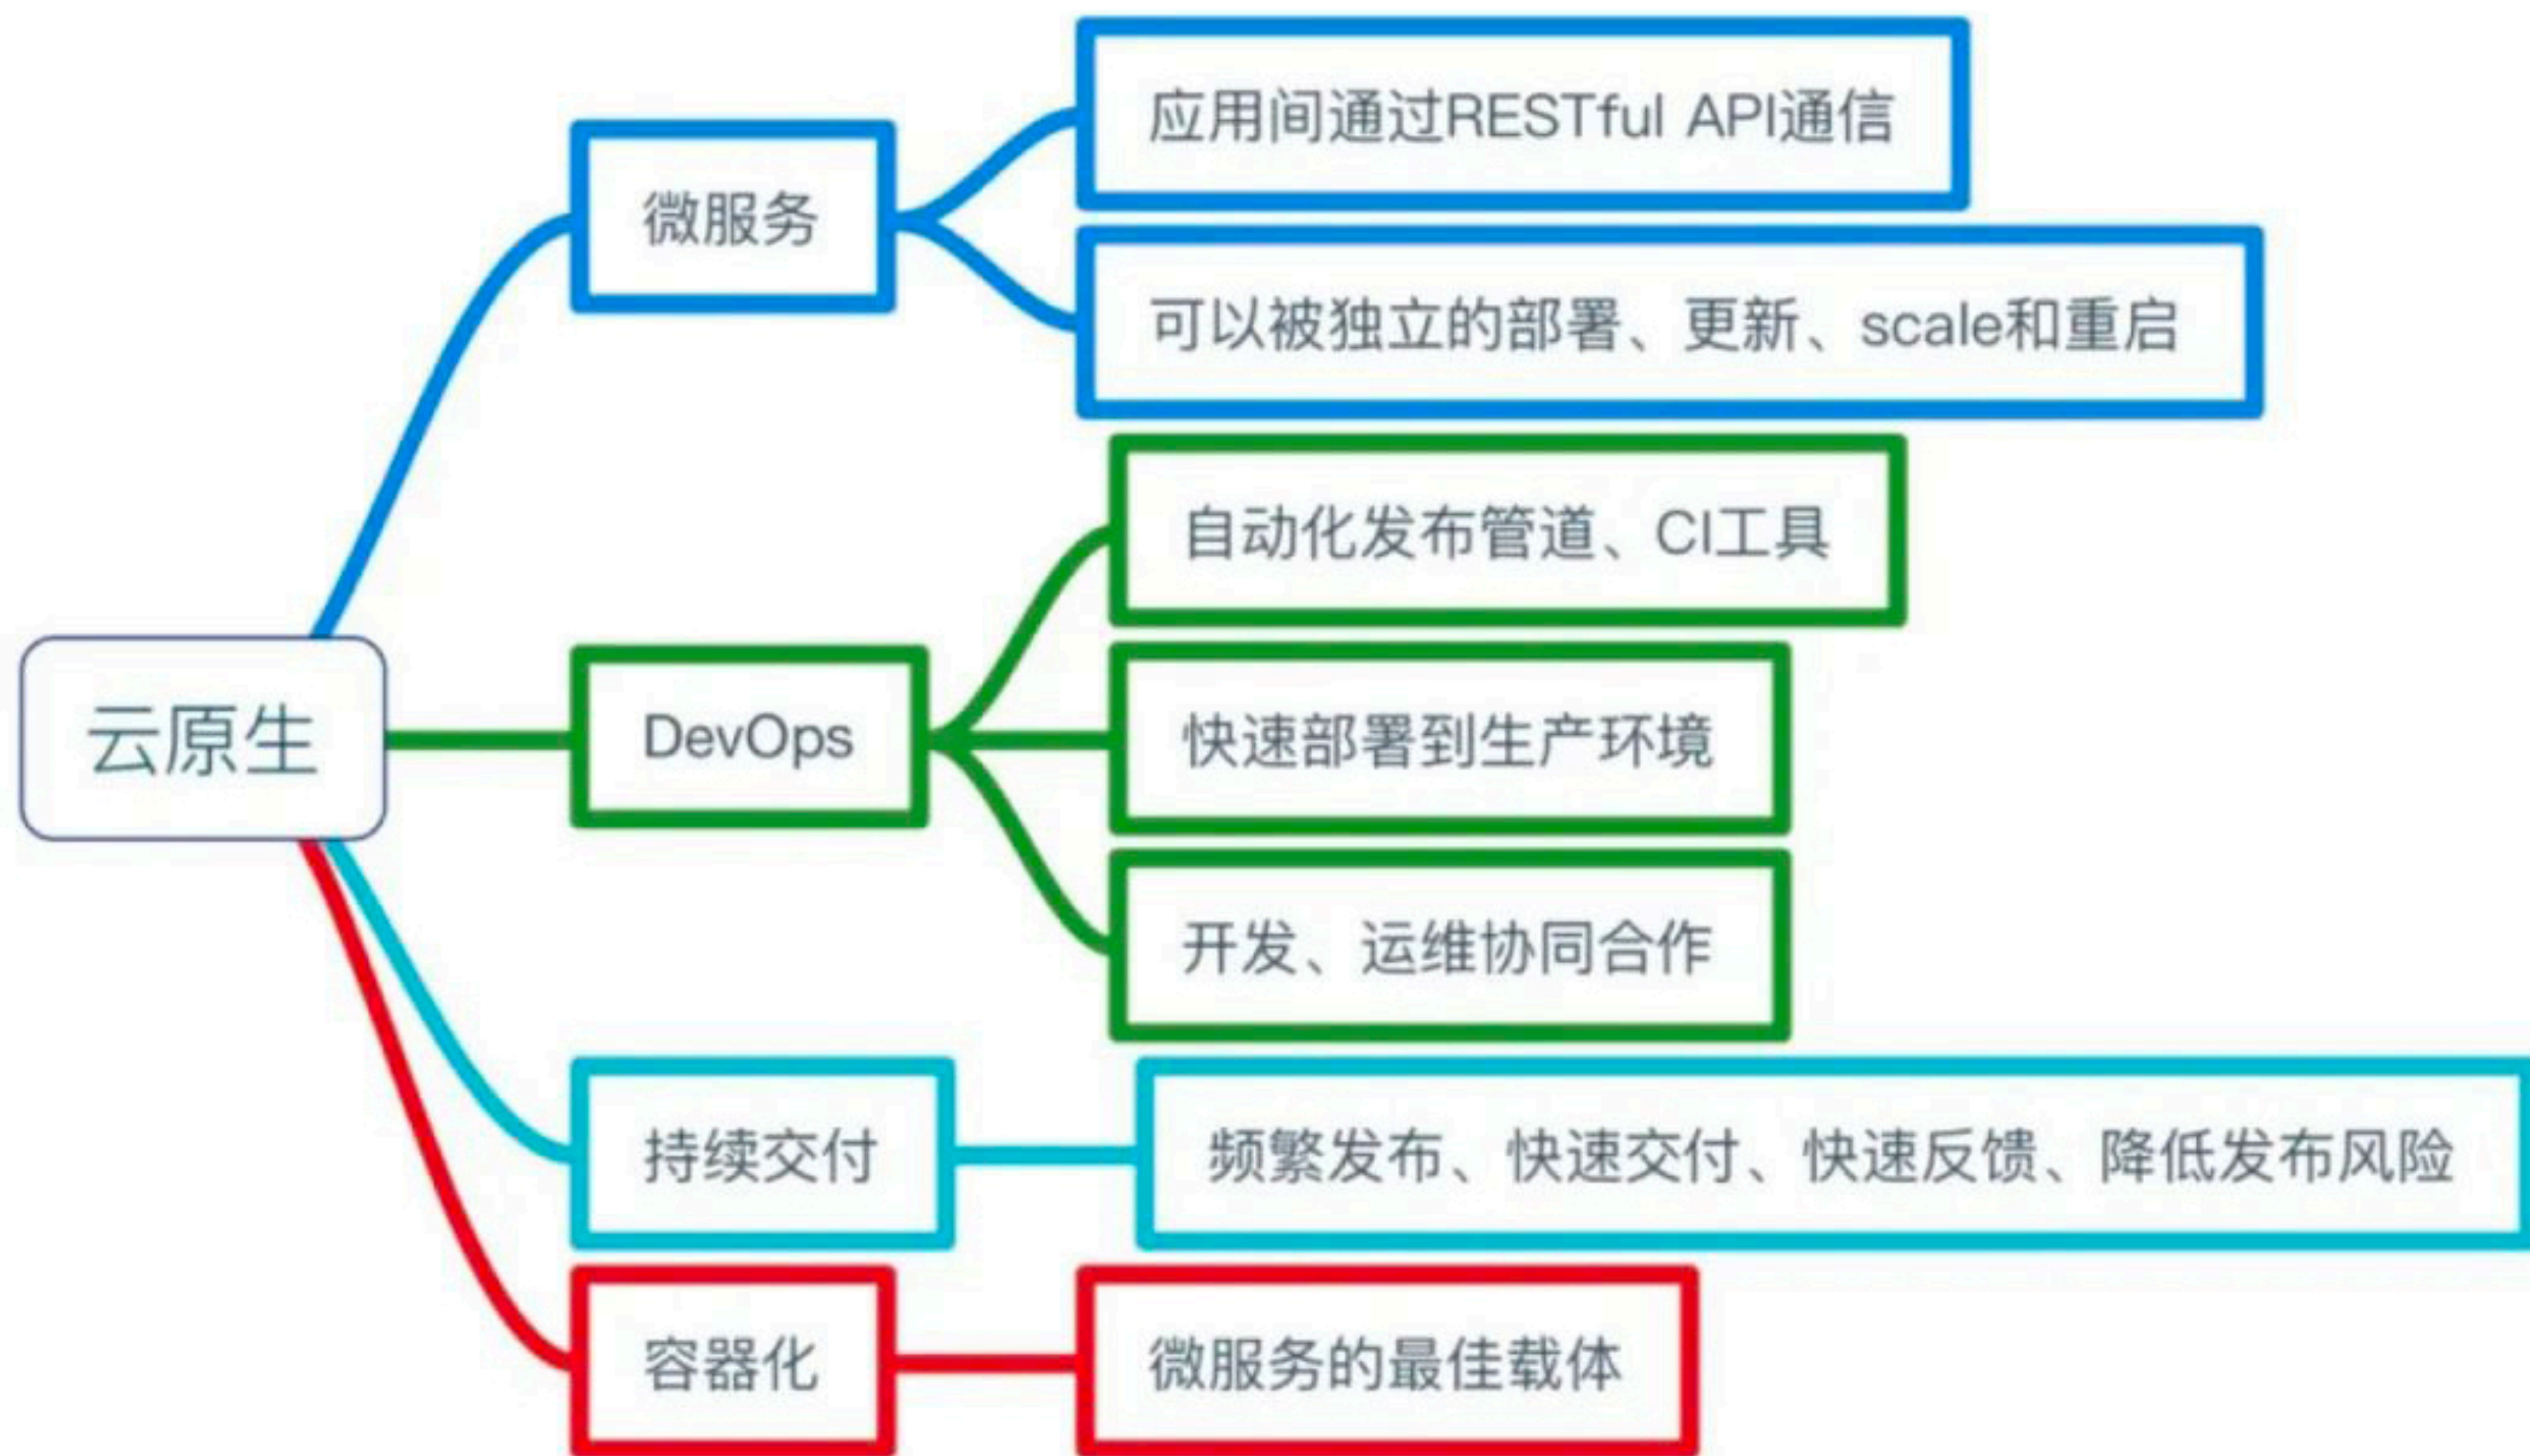 应用间通过RESTful API通信
微服务
可以被独立的部署、更新、scale和重启
自动化发布管道、CI工具
云原生
DevOps
快速部署到生产环境
开发、运维协同合作
持续交付
频繁发布、快速交付、快速反馈、降低发布风险
容器化
微服务的最佳载体